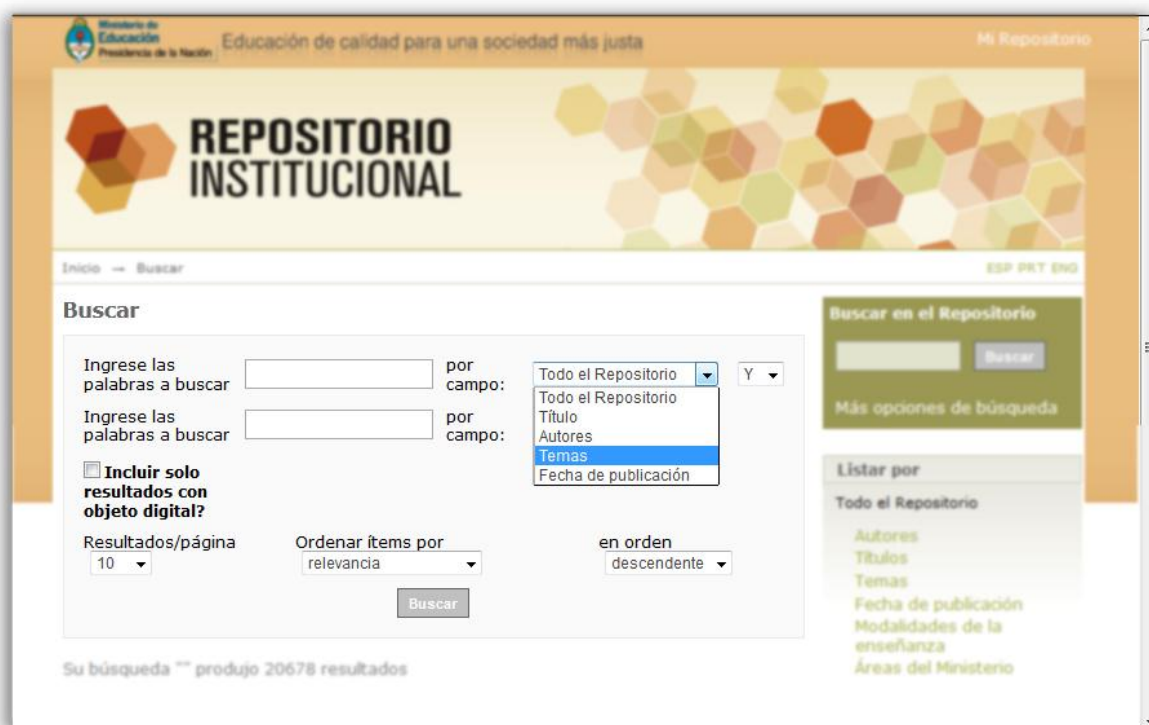 Ministerio de
Educación
Presidencia de la Nación
Educación de calidad para una sociedad más justa
Mi Repositorio
REPOSITORIO
INSTITUCIONAL
Inicio → Buscar
ESP PRT ENG
Buscar
Ingrese las
palabras a buscar
por
campo:
Todo el Repositorio
Y
Todo el Repositorio
Título
Autores
Temas
Fecha de publicación
Ingrese las
palabras a buscar
por
campo:
Incluir solo
resultados con
objeto digital?
Resultados/página
10
Ordenar ítems por
relevancia
en orden
descendente
Buscar
Su búsqueda "" produjo 20678 resultados
Buscar en el Repositorio
Buscar
Más opciones de búsqueda
Listar por
Todo el Repositorio
Autores
Títulos
Temas
Fecha de publicación
Modalidades de la
enseñanza
Áreas del Ministerio